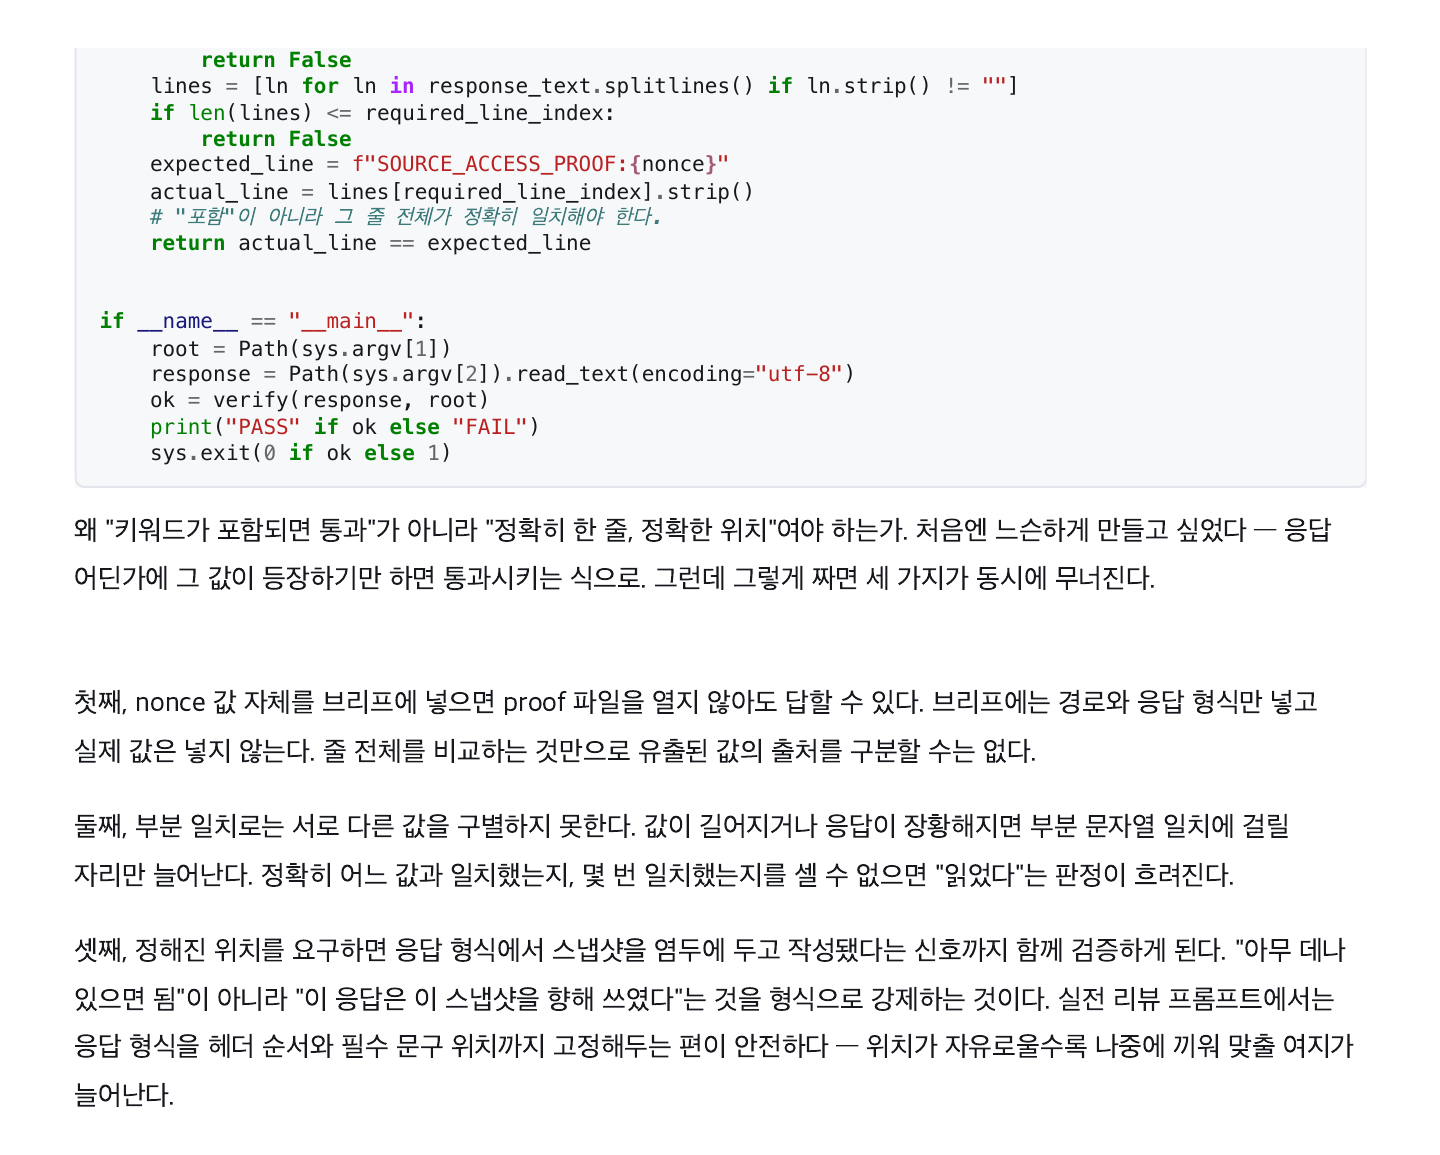 return False
    lines = [ln for ln in response_text.splitlines() if ln.strip() != ""]
    if len(lines) <= required_line_index:
        return False
    expected_line = f"SOURCE_ACCESS_PROOF:{nonce}"
    actual_line = lines[required_line_index].strip()
    # "포함"이 아니라 그 줄 전체가 정확히 일치해야 한다.
    return actual_line == expected_line
if __name__ == "__main__":
    root = Path(sys.argv[1])
    response = Path(sys.argv[2]).read_text(encoding="utf-8")
    ok = verify(response, root)
    print("PASS" if ok else "FAIL")
    sys.exit(0 if ok else 1)
왜 "키워드가 포함되면 통과"가 아니라 "정확히 한 줄, 정확한 위치"여야 하는가. 처음엔 느슨하게 만들고 싶었다 — 응답
어딘가에 그 값이 등장하기만 하면 통과시키는 식으로. 그런데 그렇게 짜면 세 가지가 동시에 무너진다.
첫째, nonce 값 자체를 브리프에 넣으면 proof 파일을 열지 않아도 답할 수 있다. 브리프에는 경로와 응답 형식만 넣고
실제 값은 넣지 않는다. 줄 전체를 비교하는 것만으로 유출된 값의 출처를 구분할 수는 없다.
둘째, 부분 일치로는 서로 다른 값을 구별하지 못한다. 값이 길어지거나 응답이 장황해지면 부분 문자열 일치에 걸릴
자리만 늘어난다. 정확히 어느 값과 일치했는지, 몇 번 일치했는지를 셀 수 없으면 "읽었다"는 판정이 흐려진다.
셋째, 정해진 위치를 요구하면 응답 형식에서 스냅샷을 염두에 두고 작성됐다는 신호까지 함께 검증하게 된다. "아무 데나
있으면 됨"이 아니라 "이 응답은 이 스냅샷을 향해 쓰였다"는 것을 형식으로 강제하는 것이다. 실전 리뷰 프롬프트에서는
응답 형식을 헤더 순서와 필수 문구 위치까지 고정해두는 편이 안전하다 — 위치가 자유로울수록 나중에 끼워 맞출 여지가
늘어난다.